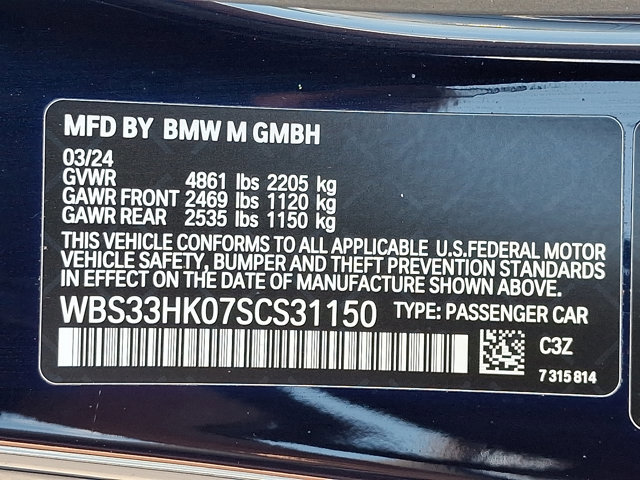 MFD BY BMW M GMBH
03/24
GVWR 4861 lbs 2205 kg
GAWR FRONT 2469 lbs 1120 kg
GAWR REAR 2535 lbs 1150 kg
THIS VEHICLE CONFORMS TO ALL APPLICABLE U.S.FEDERAL MOTOR
VEHICLE SAFETY, BUMPER AND THEFT PREVENTION STANDARDS
IN EFFECT ON THE DATE OF MANUFACTURE SHOWN ABOVE.
WBS33HK07SCS31150 TYPE: PASSENGER CAR
C3Z
7 315 814